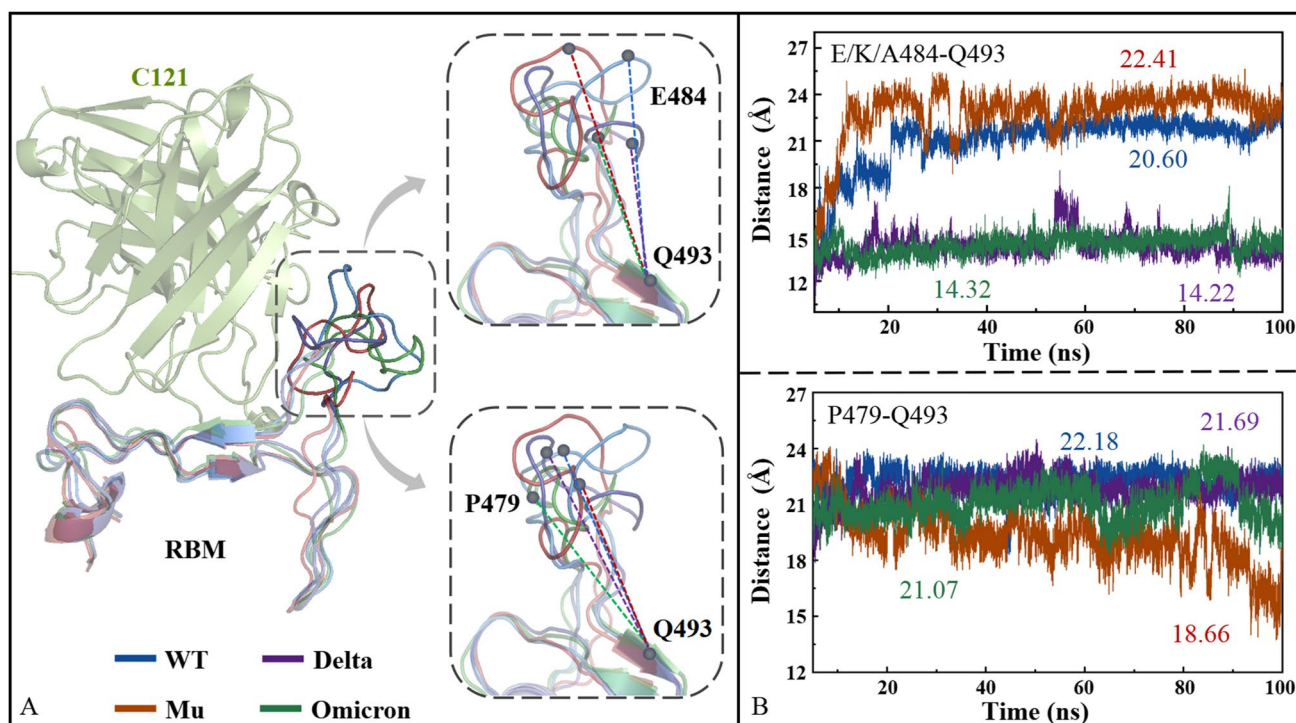 C121
RBM
WT
Delta
Mu
Omicron
A
E484
Q493
P479
Q493
E/K/A484-Q493
22.41
20.60
14.32
14.22
27
24
21
18
15
12
Distance (Å)
20 40 60 80 100
Time (ns)
P479-Q493
22.18
21.69
21.07
18.66
27
24
21
18
15
12
Distance (Å)
20 40 60 80 100
B
Time (ns)